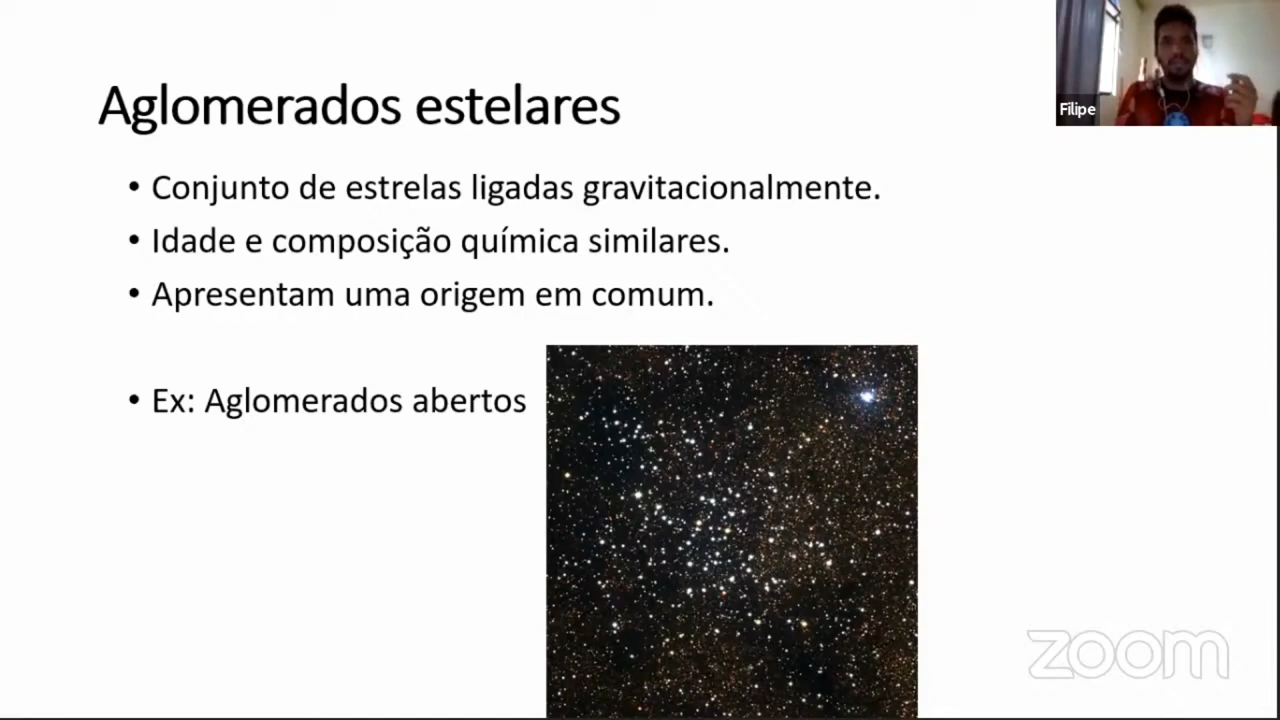 Aglomerados estelares
Filipe
• Conjunto de estrelas ligadas gravitacionalmente.
• Idade e composição química similares.
• Apresentam uma origem em comum.
• Ex: Aglomerados abertos
zoom